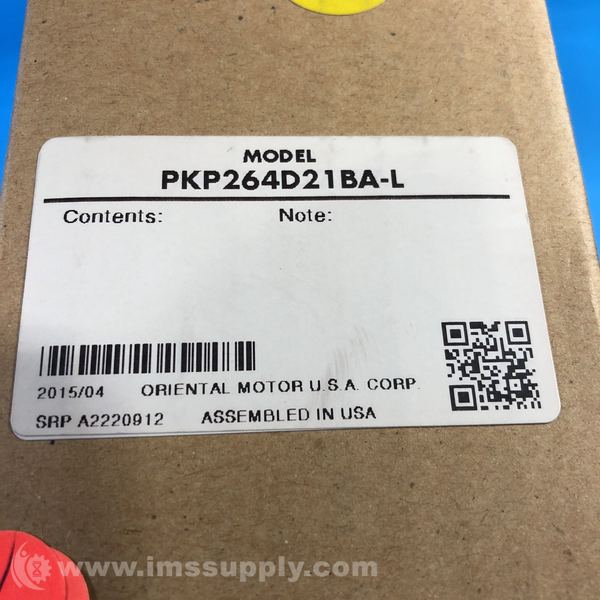 MODEL
PKP264D21BA-L
Contents: Note:
2015/04 ORIENTAL MOTOR U.S.A. CORP.
SRP A2220912 ASSEMBLED IN USA
www.imssupply.com